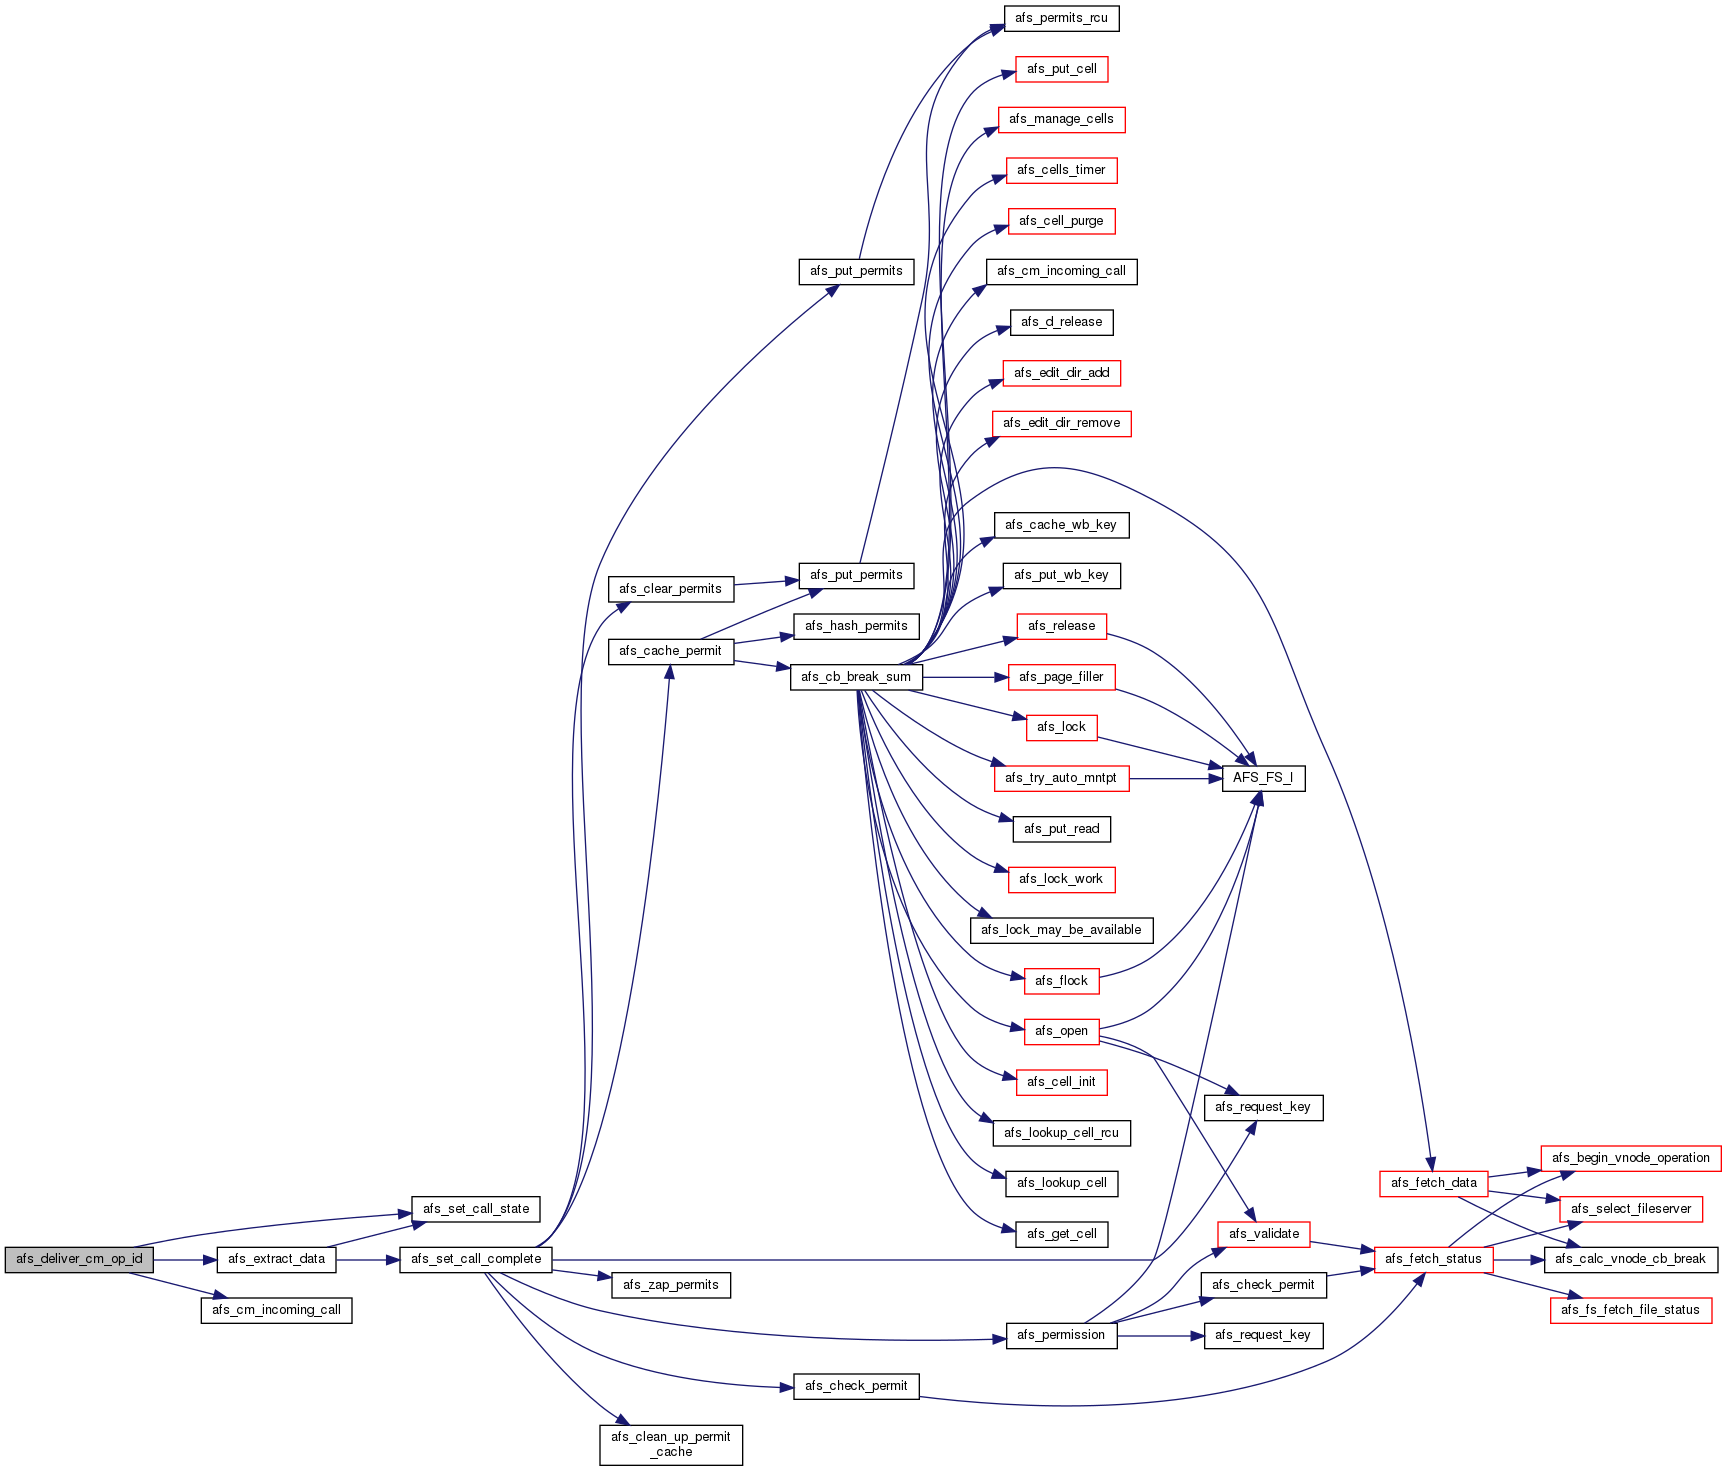 afs_permits_rcu
afs_put_cell
afs_manage_cells
afs_cells_timer
afs_cell_purge
afs_put_permits
afs_cm_incoming_call
afs_cl_release
afs_edit_dir_add
afs_edit_dir_remove
afs_cache_wb_key
afs_put_permits
afs_put_wb_key
afs_clear_permits
afs_hash_permits
afs_release
afs_cache_permit
afs_cb_break_sum
afs_page_filler
afs_lock
afs_try_auto_mntpt
AFS_FS_I
afs_put_read
afs_lock_work
afs_lock_may_be_available
afs_flock
afs_open
afs_cell_init
afs_request_key
afs_lookup_cell_rcu
afs_begin_vnode_operation
afs_lookup_cell
afs_fetch_data
afs_set_call_state
afs_select_fileserver
afs_get_cell
afs_validate
afs_deliver_cm_op_id
afs_extract_data
afs_set_call_complete
afs_fetch_status
afs_calc_vnode_cb_break
afs_zap_permits
afs_check_permit
afs_cm_incoming_call
afs_fs_fetch_file_status
afs_permission
afs_request_key
afs_check_permit
afs_clean_up_permit
_cache